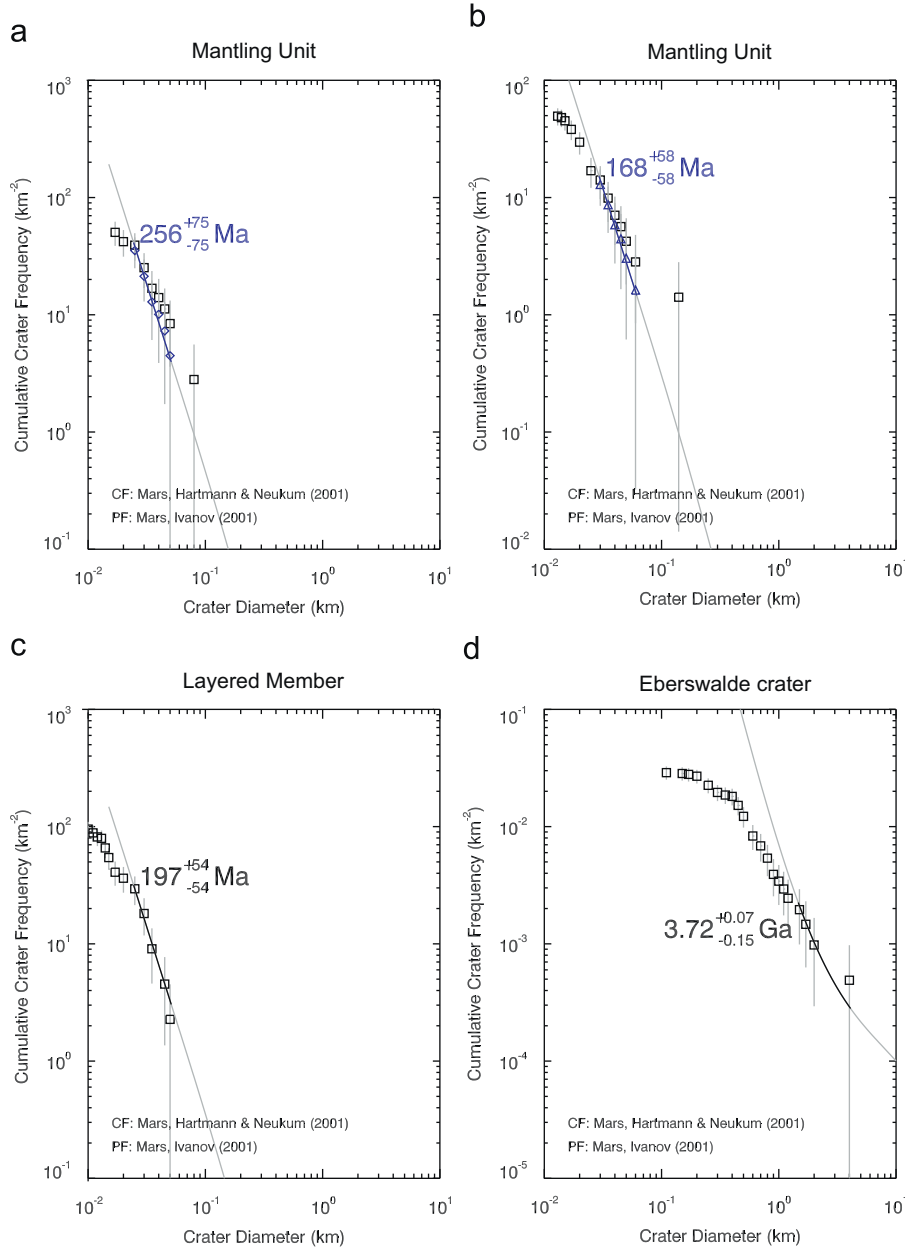 a
Mantling Unit
10³
10²
10¹
10⁰
10⁻¹
Cumulative Crater Frequency (km⁻²)
256 +75 -75 Ma
CF: Mars, Hartmann & Neukum (2001)
PF: Mars, Ivanov (2001)
10⁻² 10⁻¹ 10⁰ 10¹
Crater Diameter (km)
b
Mantling Unit
10²
10¹
10⁰
10⁻¹
10⁻²
Cumulative Crater Frequency (km⁻²)
168 +58 -58 Ma
CF: Mars, Hartmann & Neukum (2001)
PF: Mars, Ivanov (2001)
10⁻² 10⁻¹ 10⁰ 10¹
Crater Diameter (km)
c
Layered Member
10³
10²
10¹
10⁰
10⁻¹
Cumulative Crater Frequency (km⁻²)
197 +54 -54 Ma
CF: Mars, Hartmann & Neukum (2001)
PF: Mars, Ivanov (2001)
10⁻² 10⁻¹ 10⁰ 10¹
Crater Diameter (km)
d
Eberswalde crater
10⁻¹
10⁻²
10⁻³
10⁻⁴
10⁻⁵
Cumulative Crater Frequency (km⁻²)
3.72 +0.07 -0.15 Ga
CF: Mars, Hartmann & Neukum (2001)
PF: Mars, Ivanov (2001)
10⁻² 10⁻¹ 10⁰ 10¹
Crater Diameter (km)